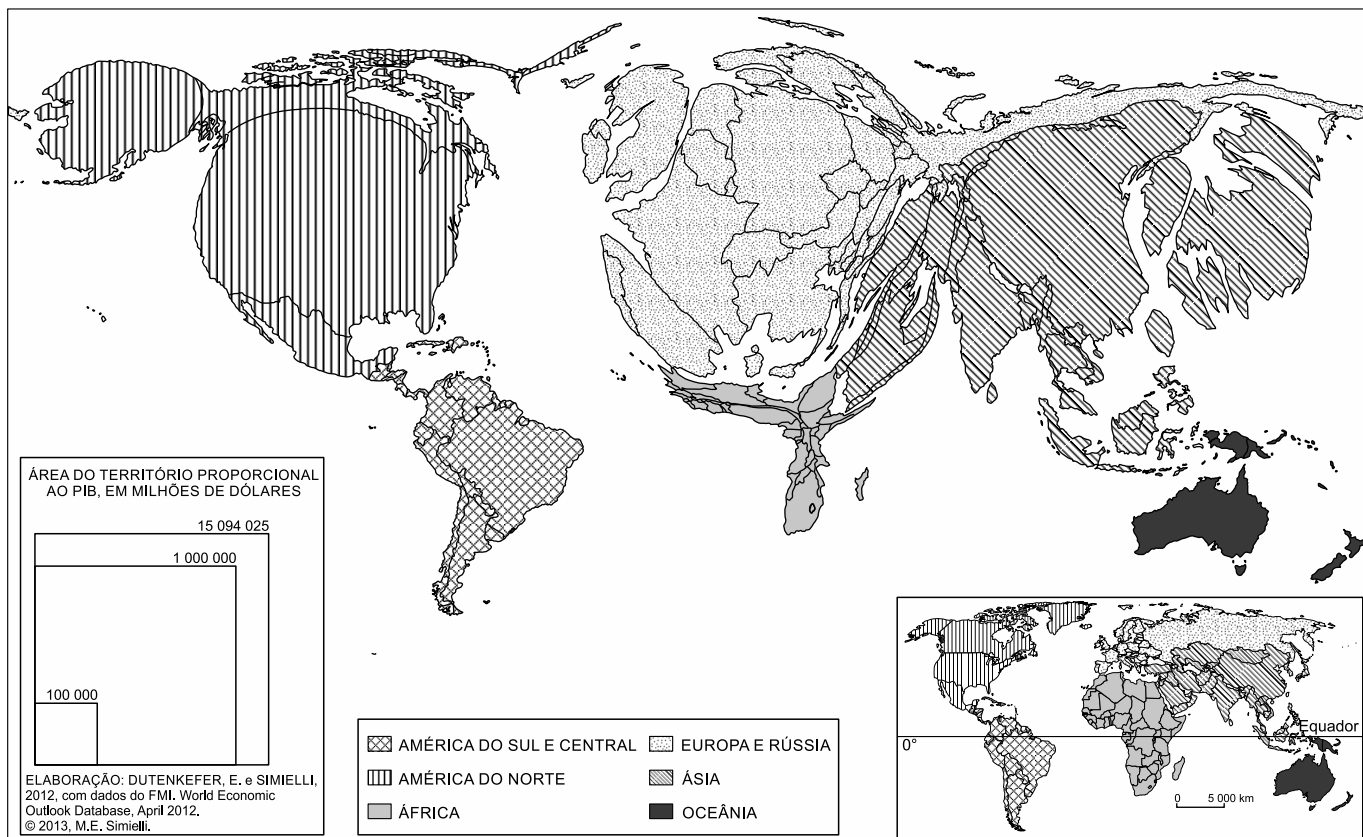 ÁREA DO TERRITÓRIO PROPORCIONAL
AO PIB, EM MILHÕES DE DÓLARES
15 094 025
1 000 000
100 000
ELABORAÇÃO: DUTENKEFER, E. e SIMIELLI,
2012, com dados do FMI. World Economic
Outlook Database, April 2012.
© 2013, M.E. Simielli.
AMÉRICA DO SUL E CENTRAL
AMÉRICA DO NORTE
ÁFRICA
EUROPA E RÚSSIA
ÁSIA
OCEÂNIA
Equador
0°
0 5 000 km